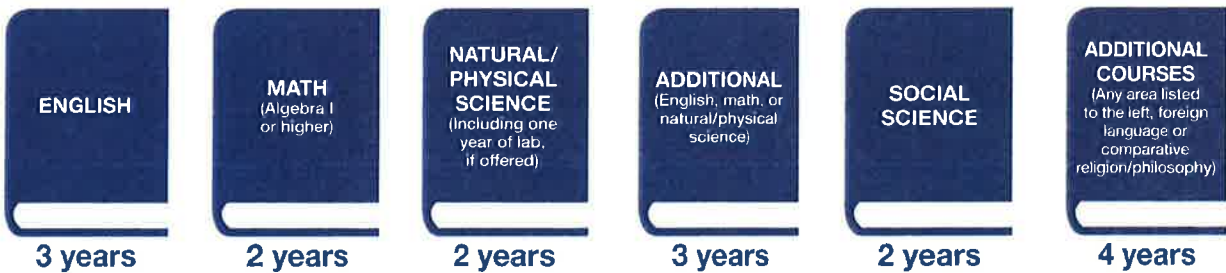 ENGLISH
3 years
MATH
(Algebra I
or higher)
2 years
NATURAL/
PHYSICAL
SCIENCE
(Including one
year of lab,
if offered)
2 years
ADDITIONAL
(English, math, or
natural/physical
science)
3 years
SOCIAL
SCIENCE
2 years
ADDITIONAL
COURSES
(Any area listed
to the left, foreign
language or
comparative
religion/philosophy)
4 years